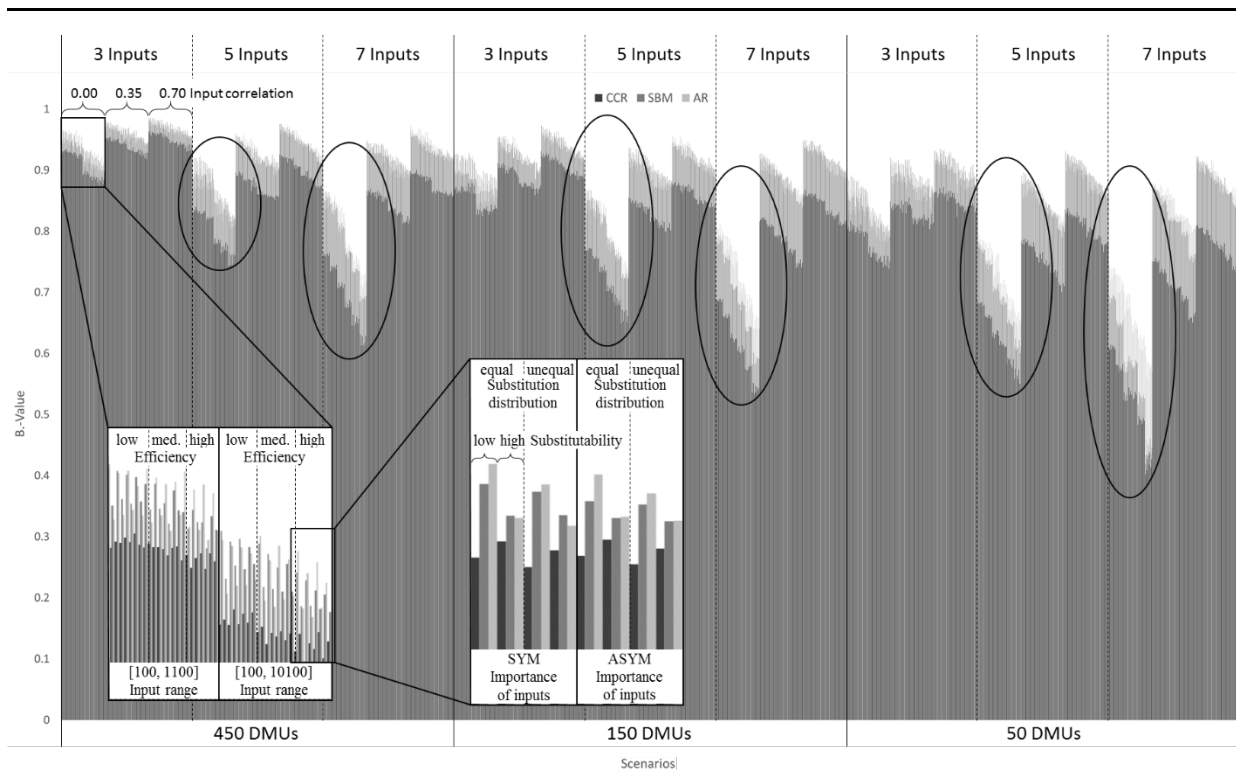 3 Inputs 5 Inputs 7 Inputs 3 Inputs 5 Inputs 7 Inputs 3 Inputs 5 Inputs 7 Inputs
0.00 0.35 0.70 Input correlation
CCR SBM AR
1
0.9
0.8
0.7
0.6
0.5
0.4
0.3
0.2
0.1
0
B.-Value
low med. high low med. high
Efficiency Efficiency
[100, 1100] [100, 10100]
Input range Input range
equal unequal equal unequal
Substitution Substitution
distribution distribution
low high Substitutability
SYM ASYM
Importance Importance
of inputs of inputs
450 DMUs 150 DMUs 50 DMUs
Scenarios